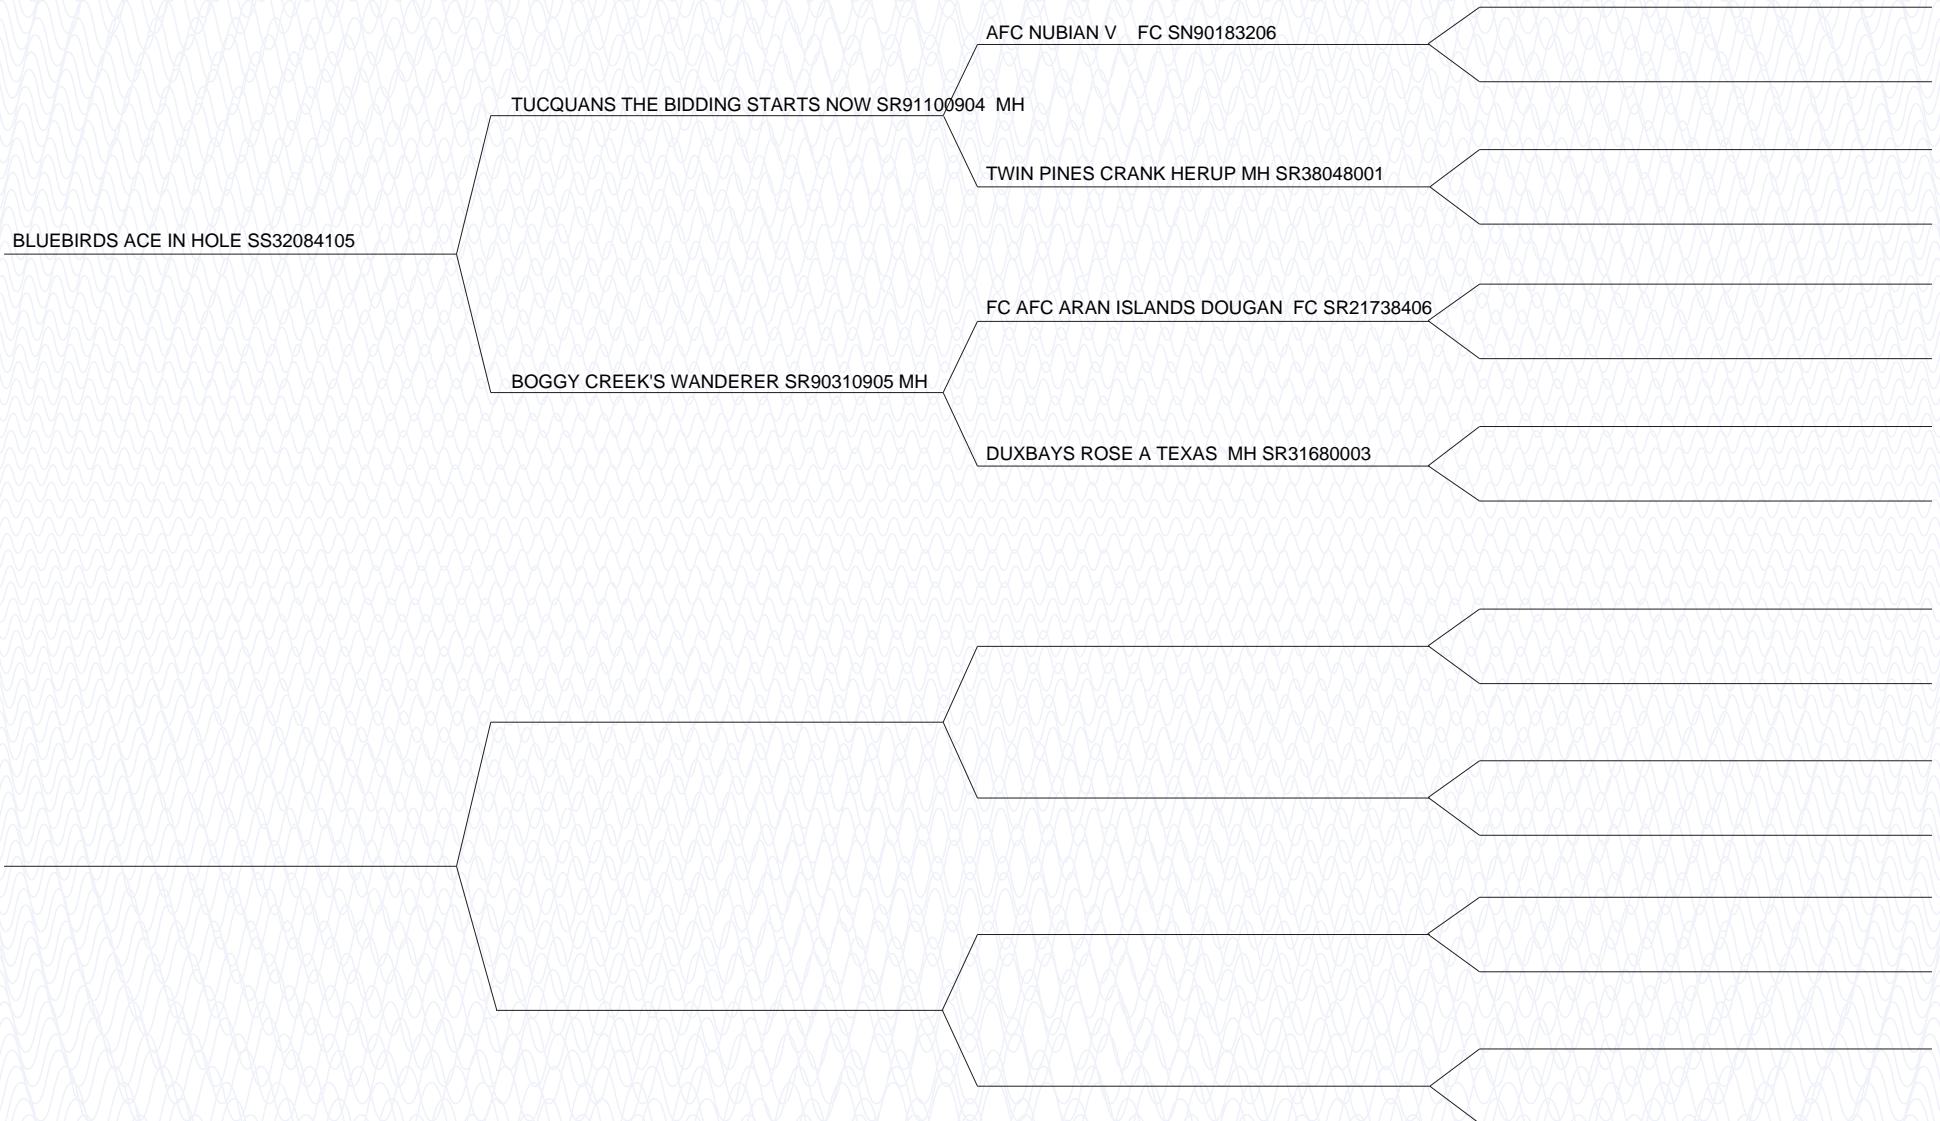 AFC NUBIAN V    FC SN90183206
TUCQUANS THE BIDDING STARTS NOW SR91100904  MH
TWIN PINES CRANK HERUP MH SR38048001
BLUEBIRDS ACE IN HOLE SS32084105
FC AFC ARAN ISLANDS DOUGAN  FC SR21738406
BOGGY CREEK'S WANDERER SR90310905 MH
DUXBAYS ROSE A TEXAS  MH SR31680003